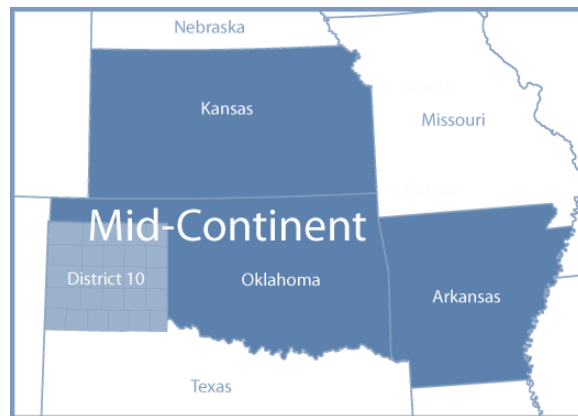 Nebraska
Kansas
Missouri
Mid-Continent
District 10
Oklahoma
Arkansas
Texas